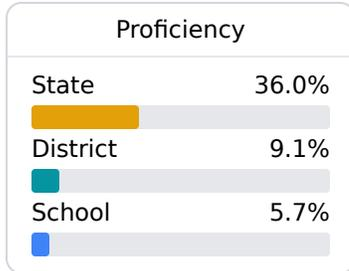 Proficiency
State 36.0%
District 9.1%
School 5.7%